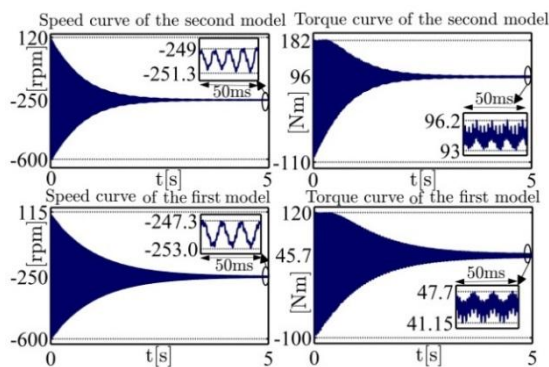 Speed curve of the second model
120
[rpm]
-250
-600
-249
-251.3
50ms
0
t[s]
5
Torque curve of the second model
182
96
[Nm]
-110
50ms
96.2
93
0
t[s]
5
Speed curve of the first model
115
[rpm]
-250
-600
-247.3
-253.0
50ms
0
t[s]
5
Torque curve of the first model
120
45.7
[Nm]
-100
50ms
47.7
41.15
0
t[s]
5